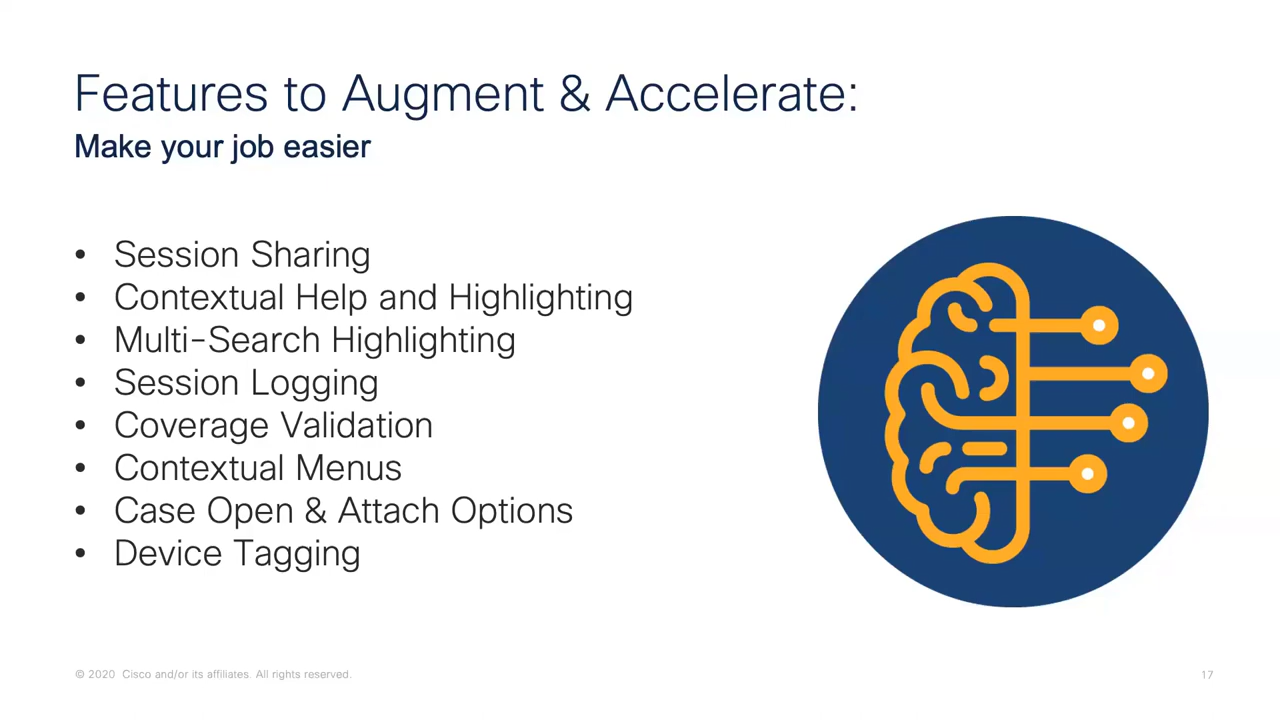 Features to Augment & Accelerate:
Make your job easier
• Session Sharing
• Contextual Help and Highlighting
• Multi-Search Highlighting
• Session Logging
• Coverage Validation
• Contextual Menus
• Case Open & Attach Options
• Device Tagging
© 2020 Cisco and/or its affiliates. All rights reserved.
17